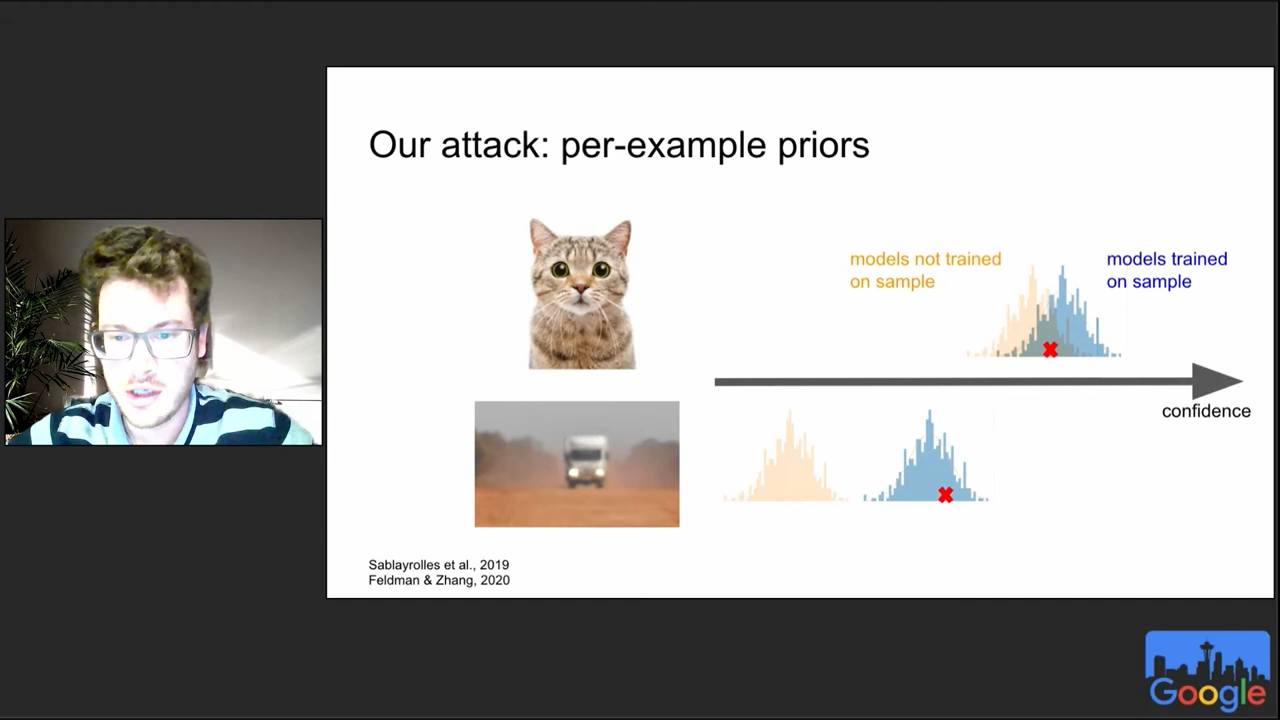 Our attack: per-example priors
models not trained
on sample
models trained
on sample
confidence
Sablayrolles et al., 2019
Feldman & Zhang, 2020
Google